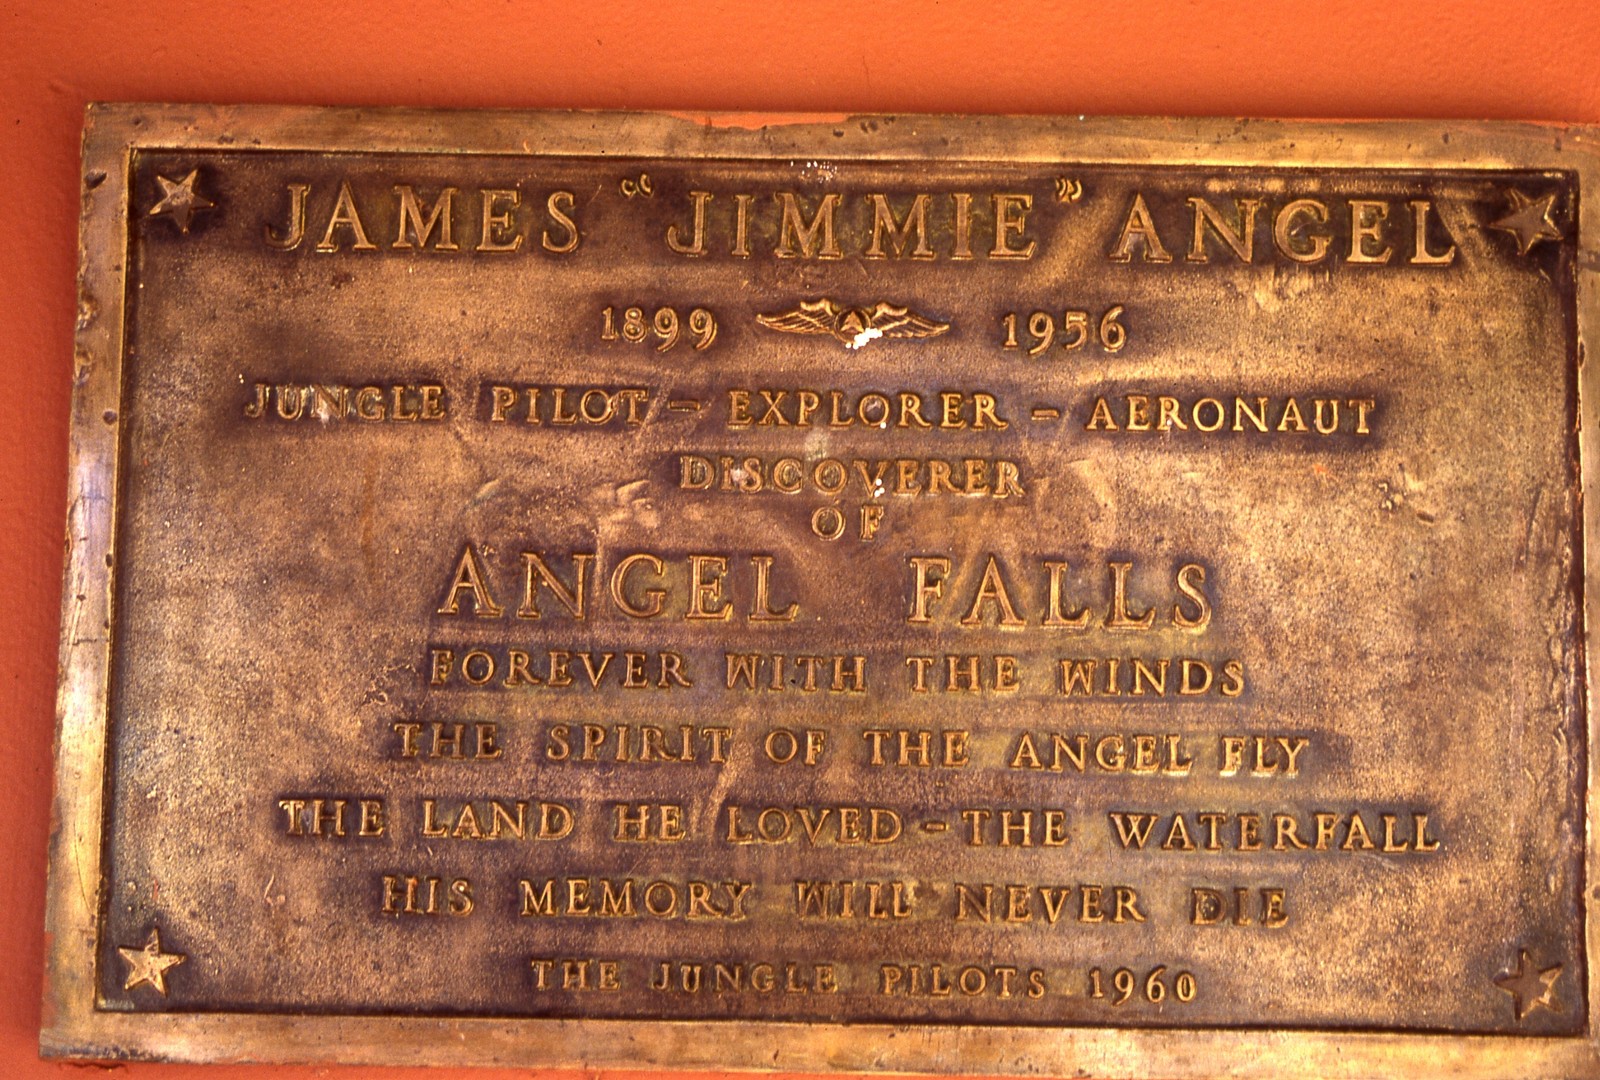 JAMES "JIMMIE" ANGEL
1899 1956
JUNGLE PILOT - EXPLORER - AERONAUT
DISCOVERER
OF
ANGEL FALLS
FOREVER WITH THE WINDS
THE SPIRIT OF THE ANGEL FLY
THE LAND HE LOVED - THE WATERFALL
HIS MEMORY WILL NEVER DIE
THE JUNGLE PILOTS 1960